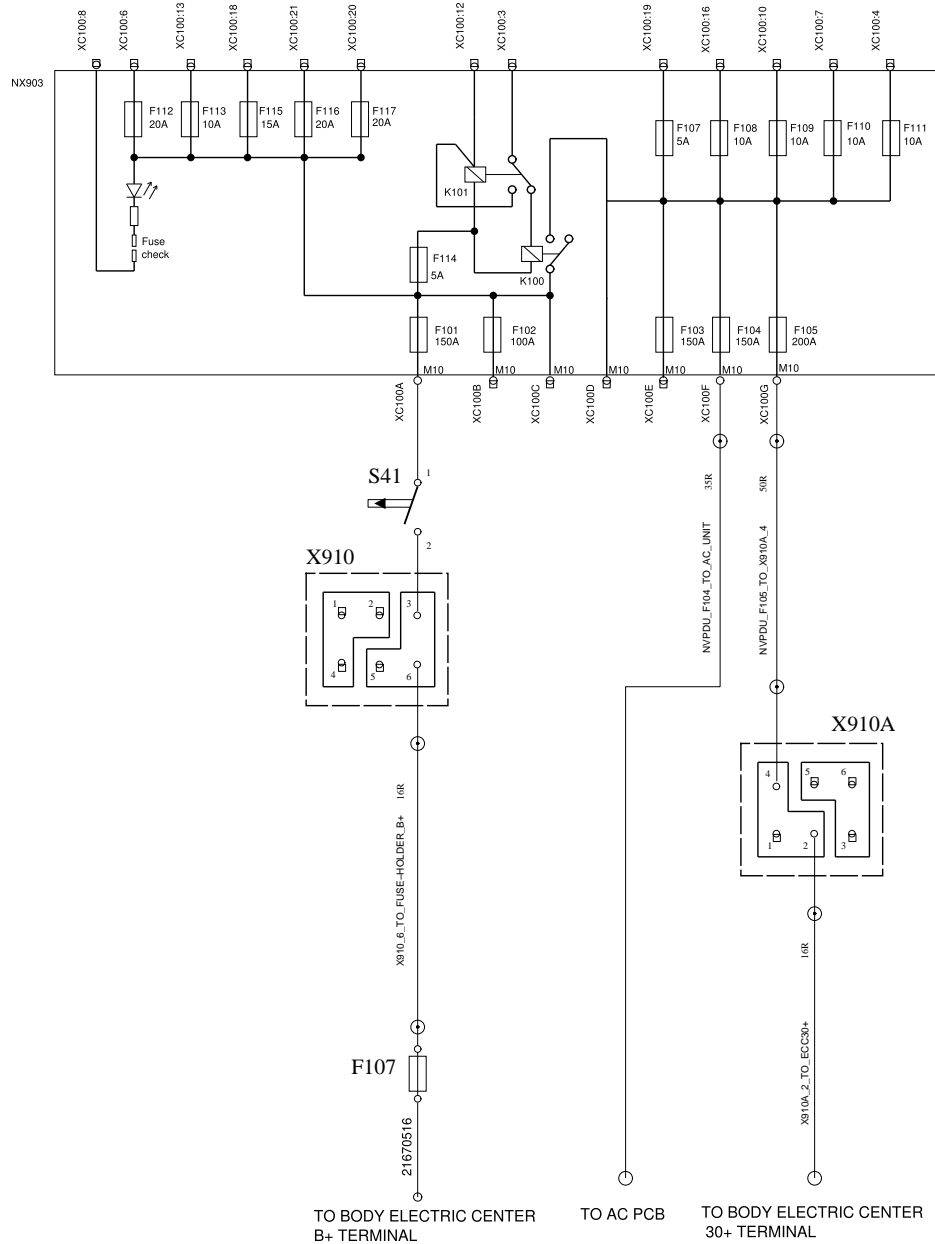 XC100:8
XC100:6
XC100:13
XC100:18
XC100:21
XC100:20
XC100:12
XC100:3
XC100:19
XC100:16
XC100:10
XC100:7
XC100:4
NX903
F112
20A
F113
10A
F115
15A
F116
20A
F117
20A
F107
5A
F108
10A
F109
10A
F110
10A
F111
10A
K101
Fuse
check
F114
5A
K100
F101
150A
F102
100A
F103
150A
F104
150A
F105
200A
M10
M10
M10
M10
M10
M10
XC100A
XC100B
XC100C
XC100D
XC100E
XC100F
XC100G
S41
1
2
35R
50R
NVPDU_F104_TO_AC_UNIT
NVPDU_F105_TO_X910A_4
X910
1
2
3
4
5
6
X910A
4
5
6
1
2
3
16R
X910_6_TO_FUSE-HOLDER_B+
16R
X910A_2_TO_ECC30+
F107
21670516
TO BODY ELECTRIC CENTER
B+ TERMINAL
TO AC PCB
TO BODY ELECTRIC CENTER
30+ TERMINAL